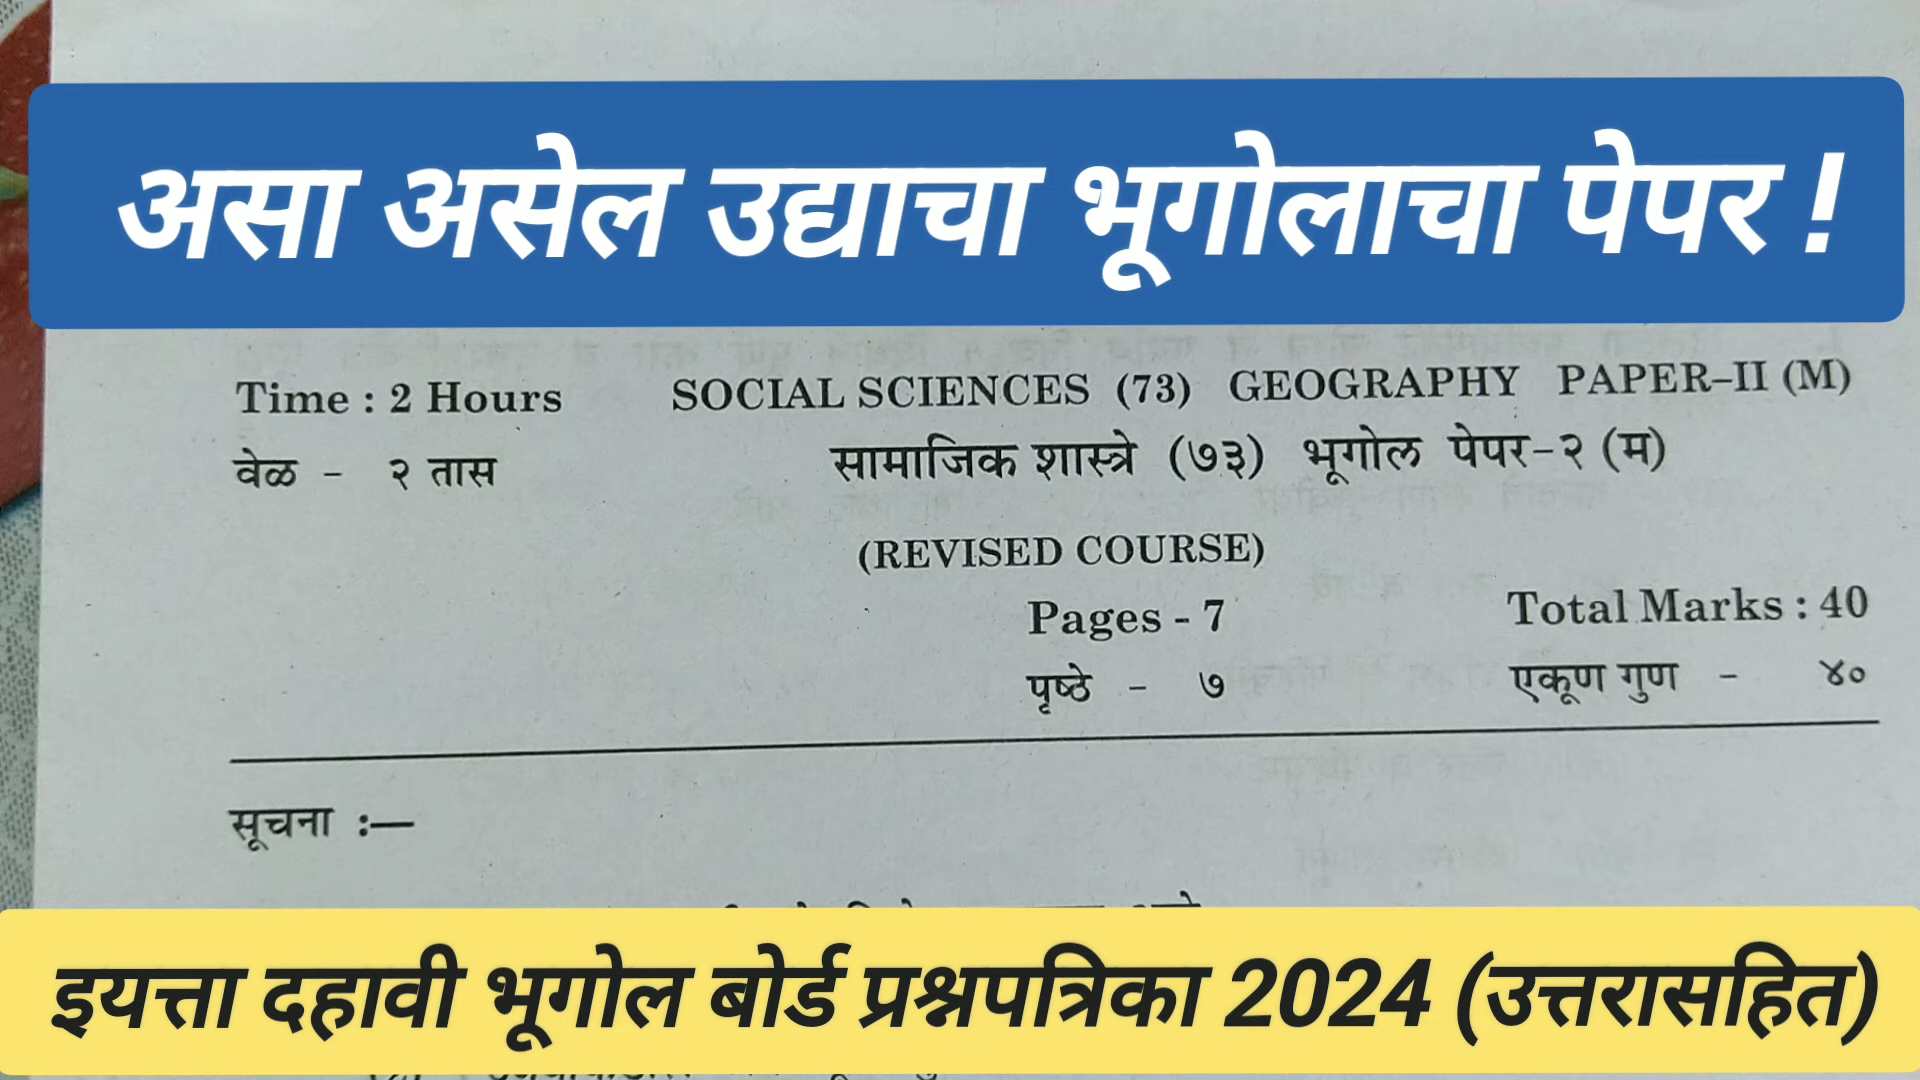 असा असेल उद्याचा भूगोलाचा पेपर !
Time : 2 Hours SOCIAL SCIENCES (73) GEOGRAPHY PAPER–II (M)
वेळ - २ तास सामाजिक शास्त्रे (७३) भूगोल पेपर-२ (म)
(REVISED COURSE)
Pages - 7 Total Marks : 40
पृष्ठे - ७ एकूण गुण - ४०
सूचना :—
इयत्ता दहावी भूगोल बोर्ड प्रश्नपत्रिका 2024 (उत्तरासहित)